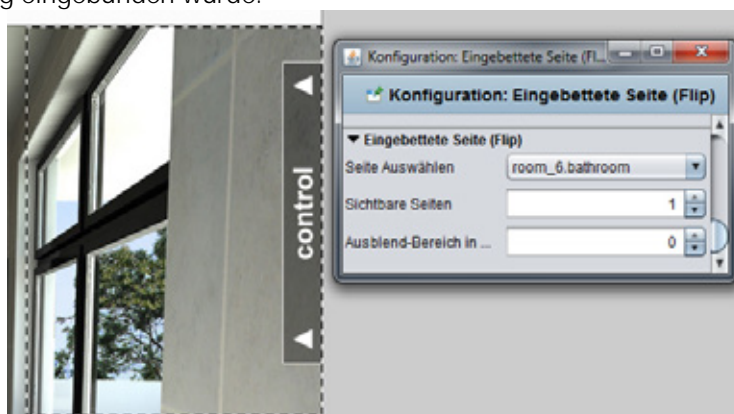 g eingebunden wurde.
control
Konfiguration: Eingebettete Seite (Fl...
Konfiguration: Eingebettete Seite (Flip)
Eingebettete Seite (Flip)
Seite Auswählen room_6.bathroom
Sichtbare Seiten 1
Ausblend-Bereich in ... 0